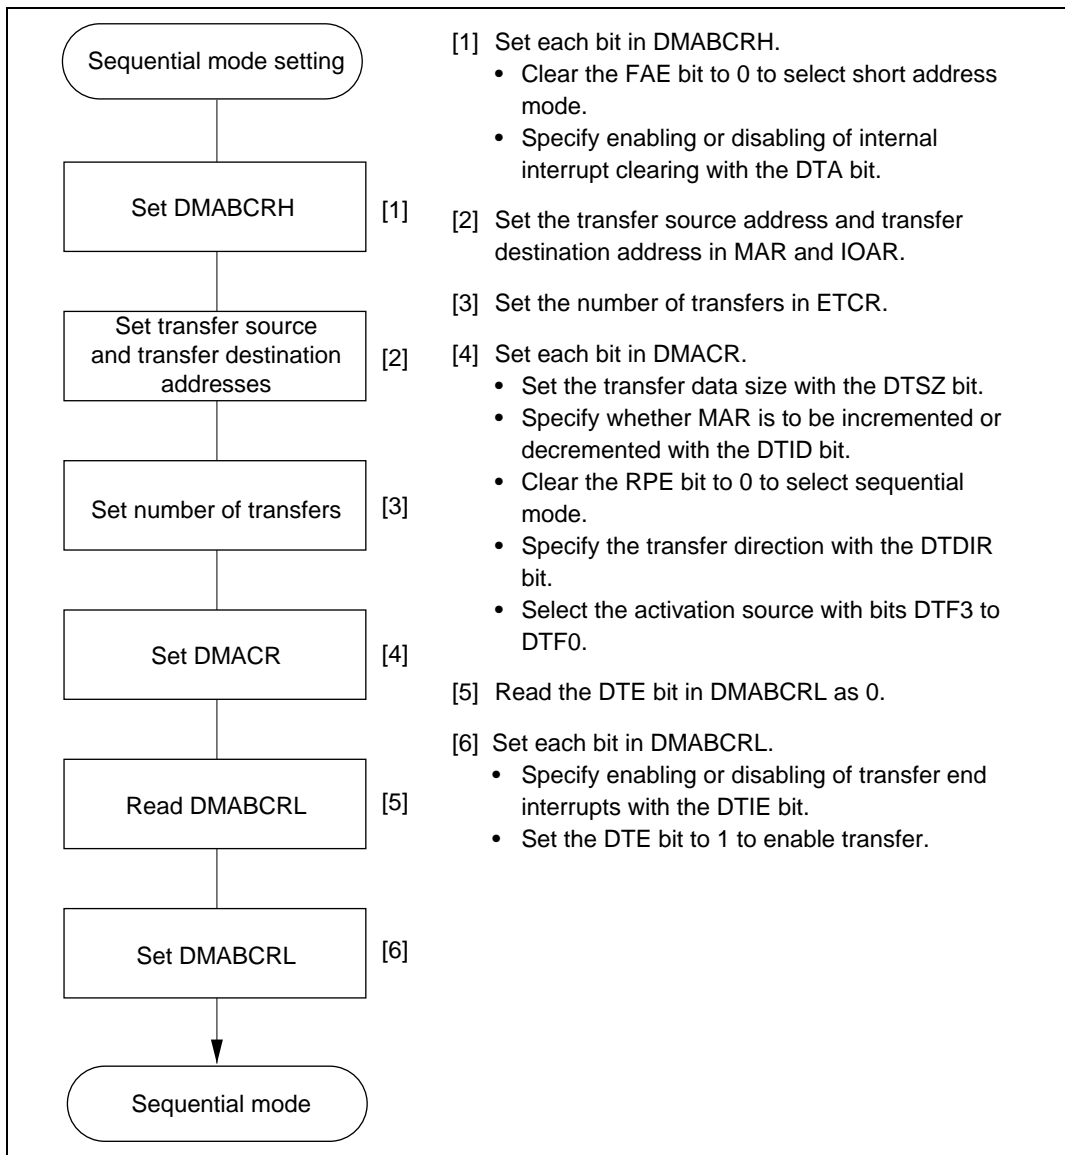 Sequential mode setting
Set DMABCRH
[1]
Set transfer source
and transfer destination
addresses
[2]
Set number of transfers
[3]
Set DMACR
[4]
Read DMABCRL
[5]
Set DMABCRL
[6]
Sequential mode
[1] Set each bit in DMABCRH.
• Clear the FAE bit to 0 to select short address
mode.
• Specify enabling or disabling of internal
interrupt clearing with the DTA bit.
[2] Set the transfer source address and transfer
destination address in MAR and IOAR.
[3] Set the number of transfers in ETCR.
[4] Set each bit in DMACR.
• Set the transfer data size with the DTSZ bit.
• Specify whether MAR is to be incremented or
decremented with the DTID bit.
• Clear the RPE bit to 0 to select sequential
mode.
• Specify the transfer direction with the DTDIR
bit.
• Select the activation source with bits DTF3 to
DTF0.
[5] Read the DTE bit in DMABCRL as 0.
[6] Set each bit in DMABCRL.
• Specify enabling or disabling of transfer end
interrupts with the DTIE bit.
• Set the DTE bit to 1 to enable transfer.